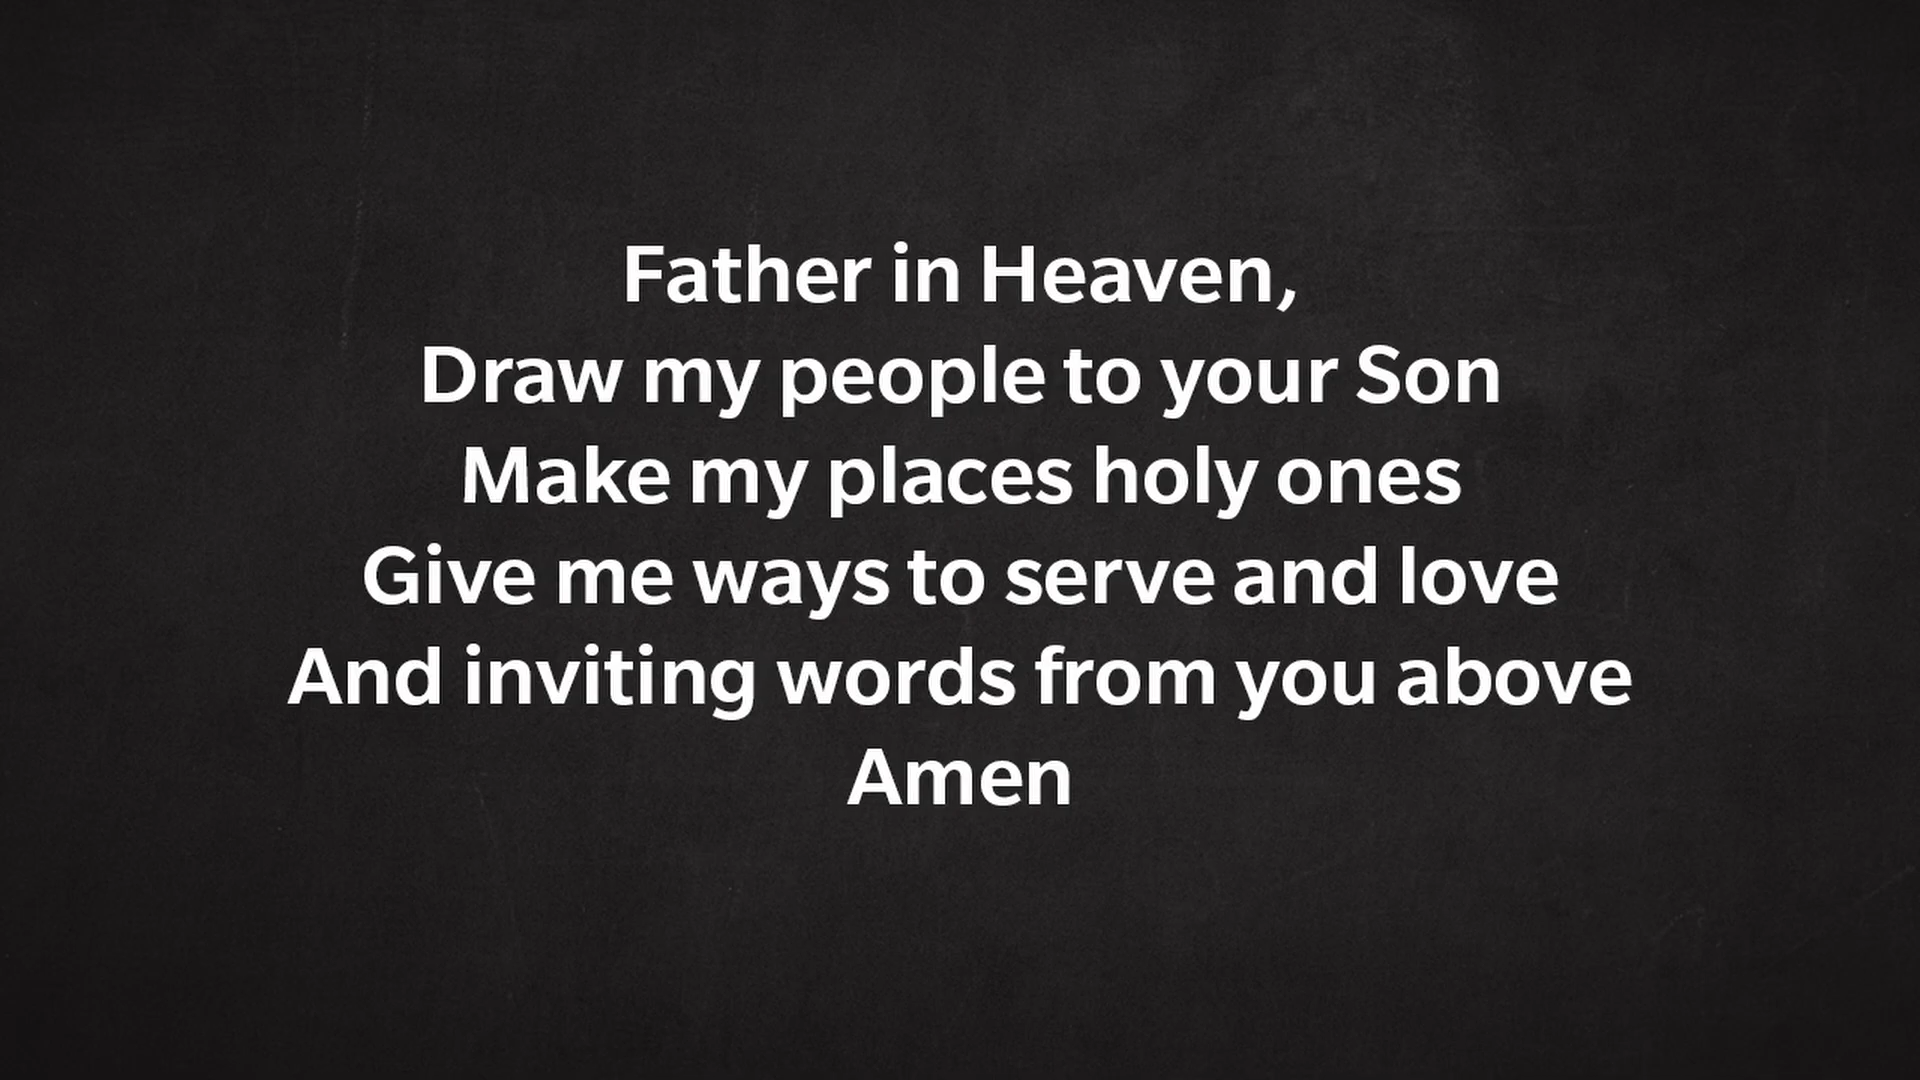 Father in Heaven,
Draw my people to your Son
Make my places holy ones
Give me ways to serve and love
And inviting words from you above
Amen